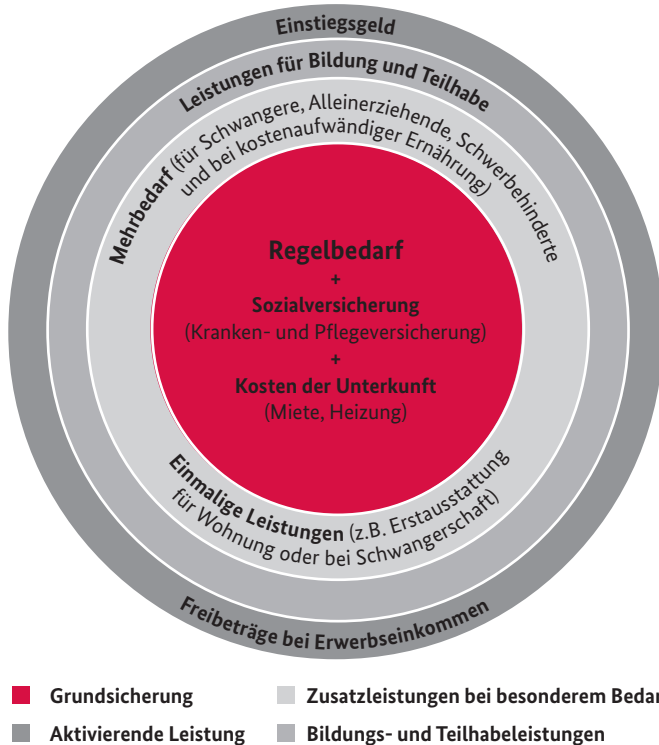 Einstiegsgeld
Leistungen für Bildung und Teilhabe
Mehrbedarf (für Schwangere, Alleinerziehende, Schwerbehinderte
und bei kostenaufwändiger Ernährung)
Regelbedarf
+
Sozialversicherung
(Kranken- und Pflegeversicherung)
+
Kosten der Unterkunft
(Miete, Heizung)
Einmalige Leistungen (z.B. Erstausstattung
für Wohnung oder bei Schwangerschaft)
Freibeträge bei Erwerbseinkommen
Grundsicherung
Zusatzleistungen bei besonderem Bedar
Aktivierende Leistung
Bildungs- und Teilhabeleistungen